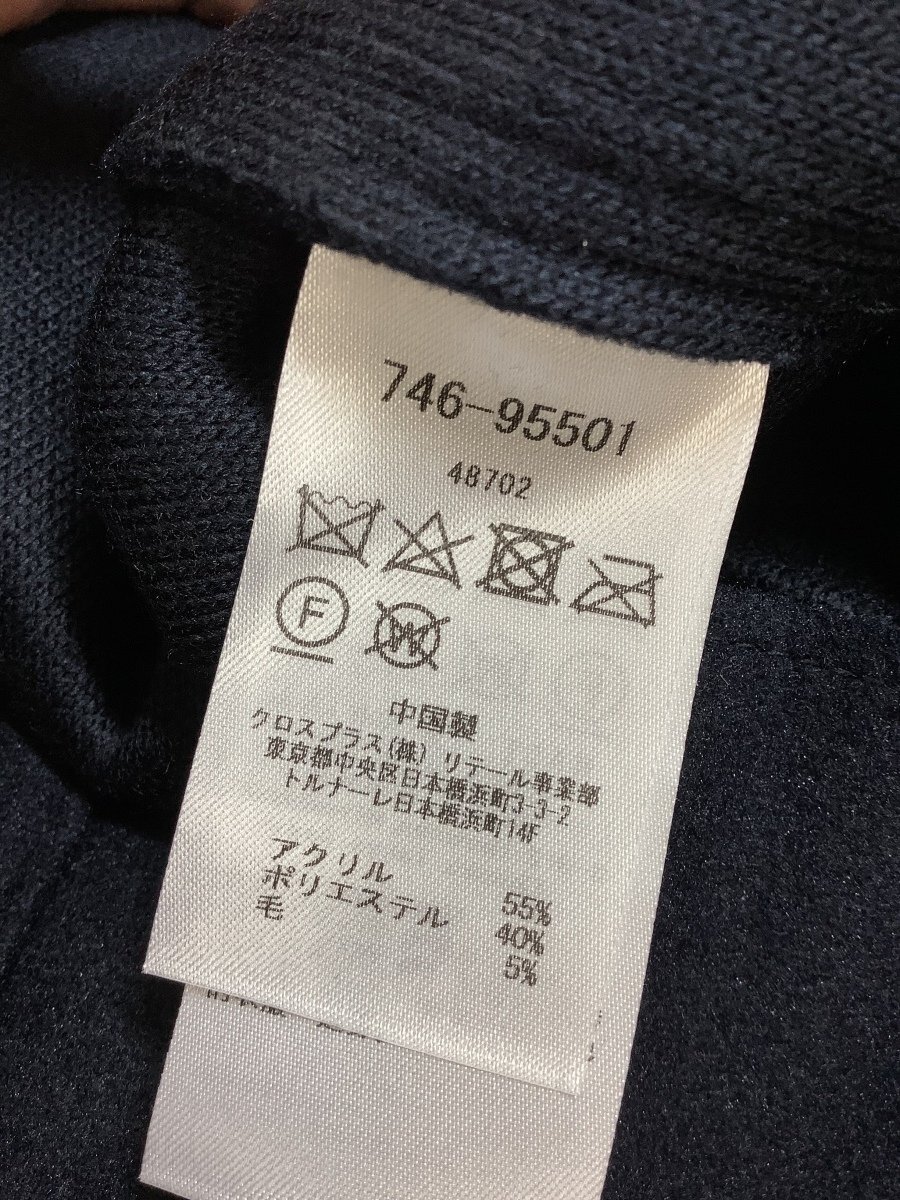 746-95501
48702
F
W
中国製
クロスプラス(株) リテール事業部
東京都中央区日本橋浜町3-3-2
トルナーレ日本橋浜町14F
アクリル 55%
ポリエステル 40%
毛 5%